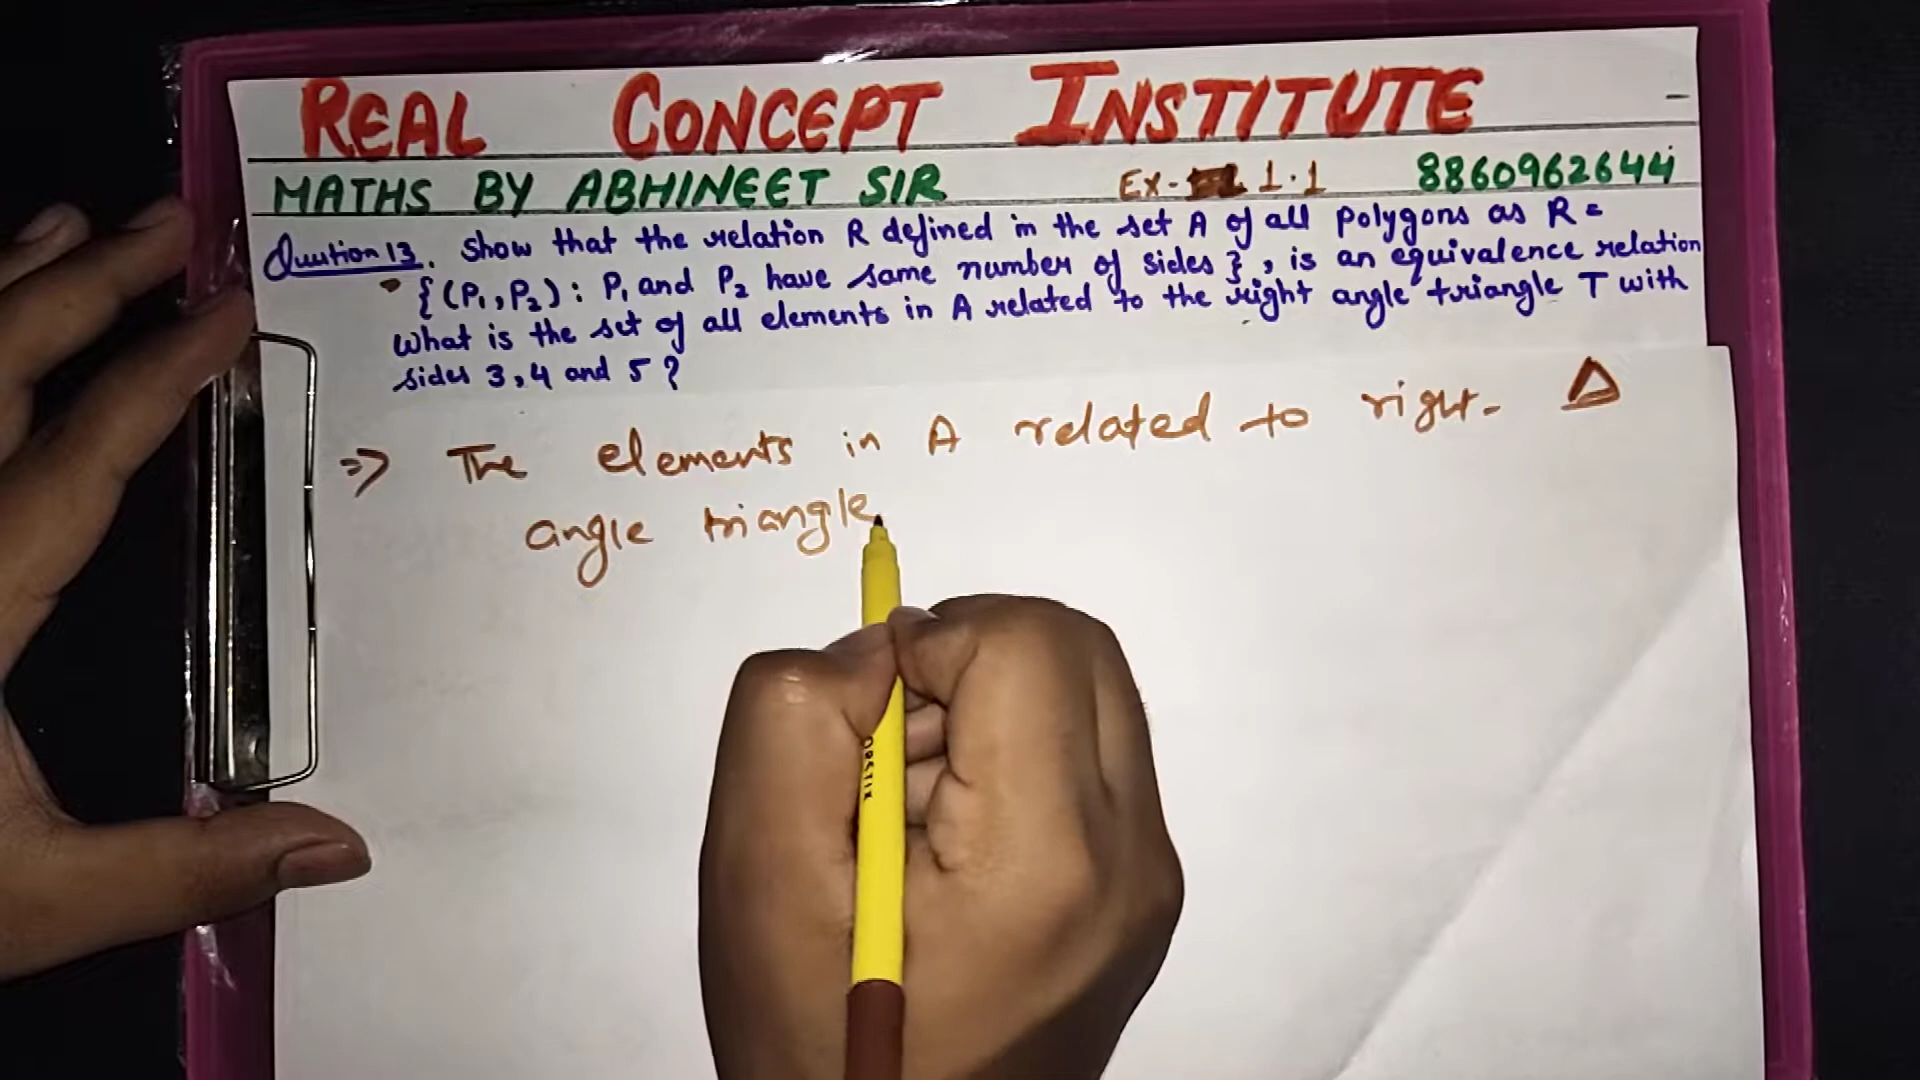 REAL CONCEPT INSTITUTE
MATHS BY ABHINEET SIR EX- 1.1 8860962644
Question 13. Show that the relation R defined in the set A of all polygons as R =
{(P₁,P₂): P₁ and P₂ have same number of sides}, is an equivalence relation
What is the set of all elements in A related to the right angle triangle T with
sides 3,4 and 5?
⇒ The elements in A related to right- Δ
angle triangle